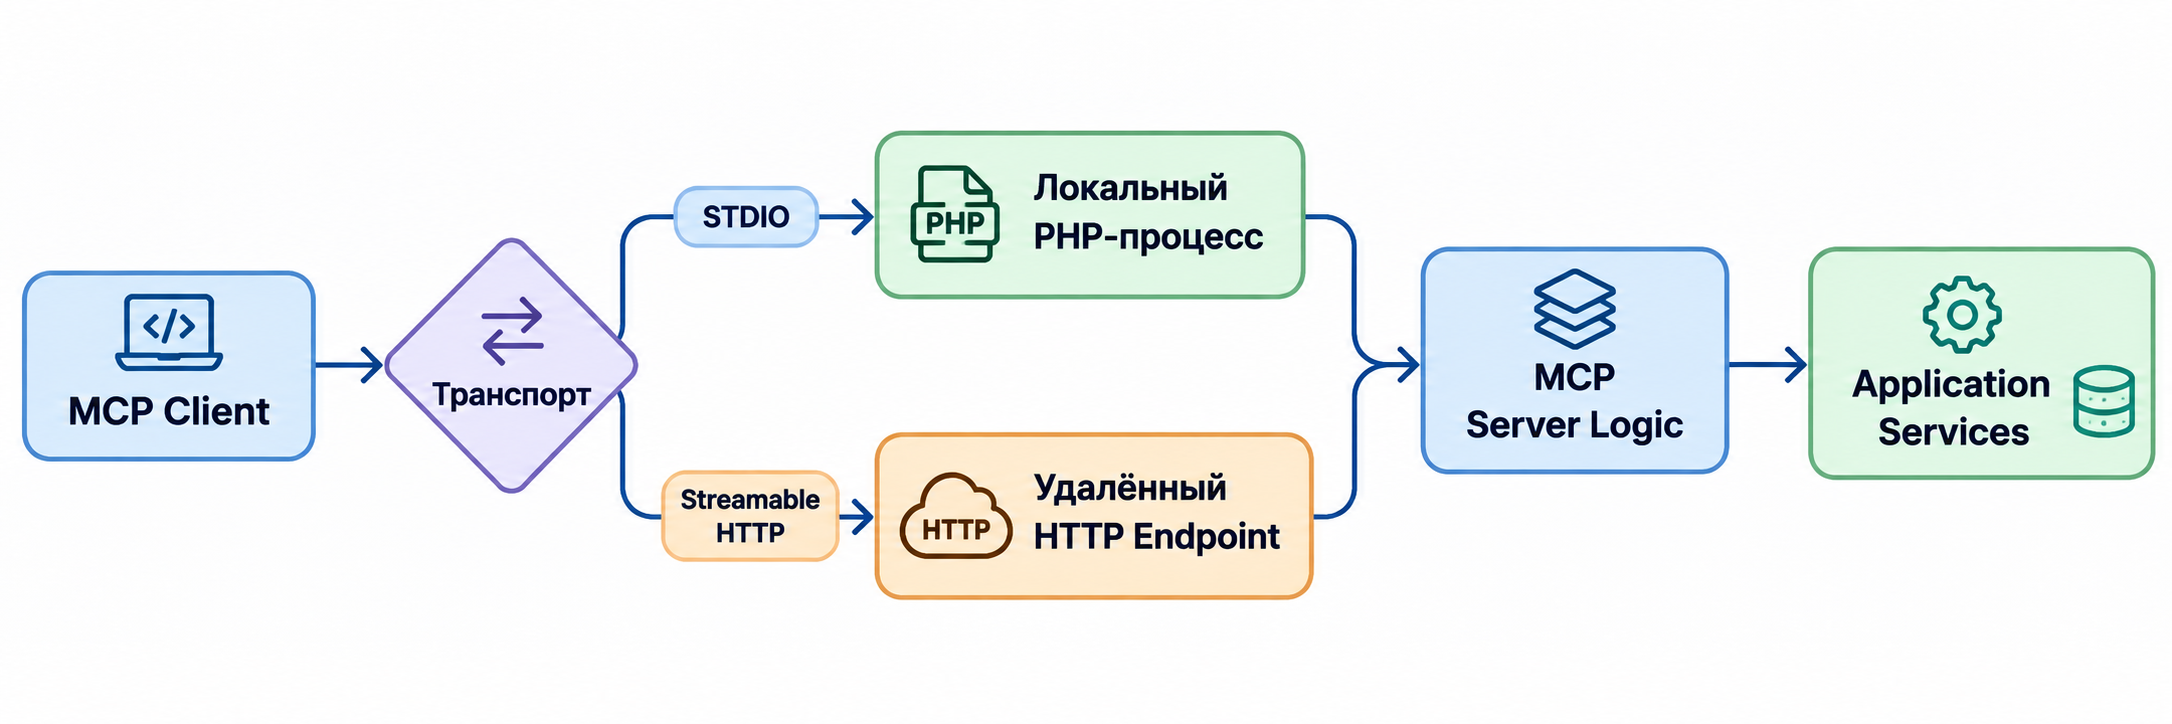 MCP Client
Транспорт
STDIO
PHP
Локальный
PHP-процесс
Streamable
HTTP
HTTP
Удалённый
HTTP Endpoint
MCP
Server Logic
Application
Services